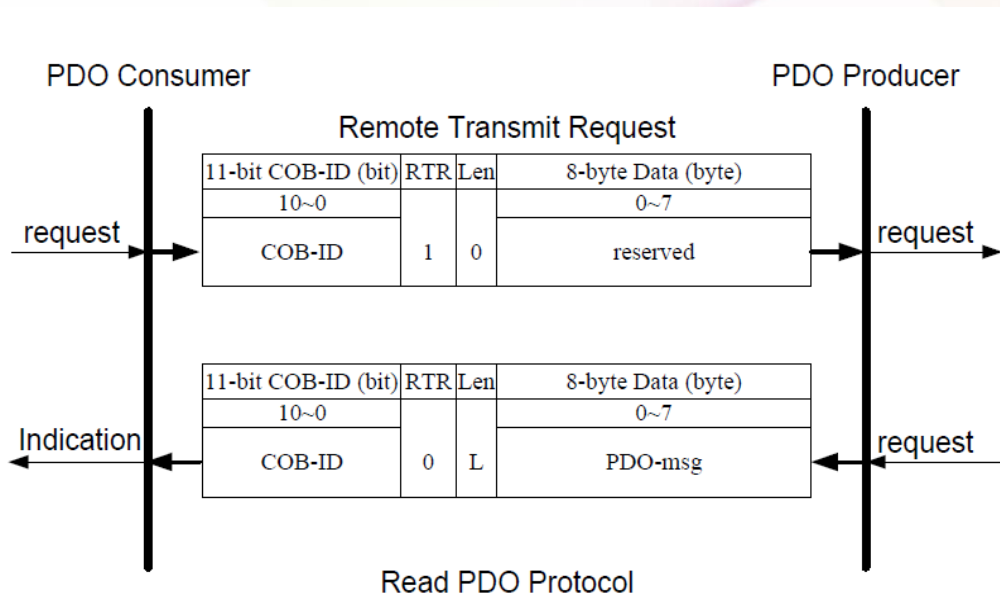 PDO Consumer PDO Producer
Remote Transmit Request
11-bit COB-ID (bit) RTR Len 8-byte Data (byte)
10~0 0~7
request COB-ID 1 0 reserved request
11-bit COB-ID (bit) RTR Len 8-byte Data (byte)
10~0 0~7
Indication COB-ID 0 L PDO-msg request
Read PDO Protocol